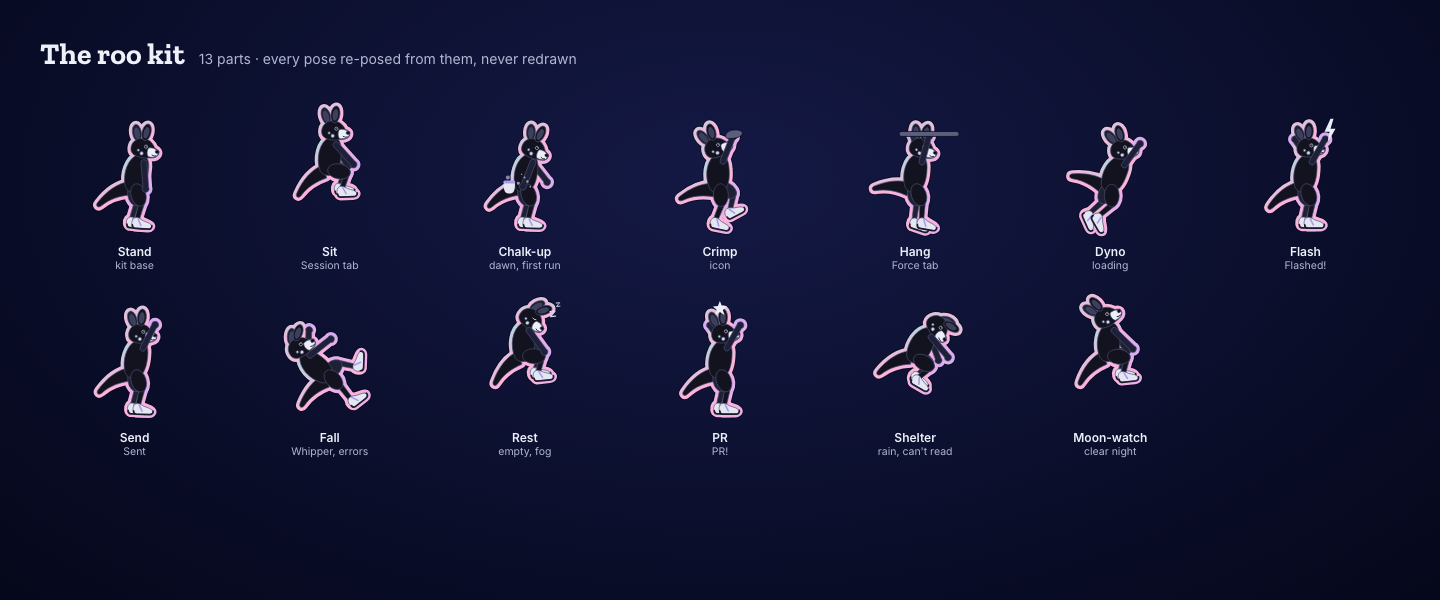 The roo kit 13 parts · every pose re-posed from them, never redrawn
Stand Sit Chalk-up Crimp Hang Dyno Flash
kit base Session tab dawn, first run icon Force tab loading Flashed!
z
z
Send Fall Rest PR Shelter Moon-watch
Sent Whipper, errors empty, fog PR! rain, can't read clear night